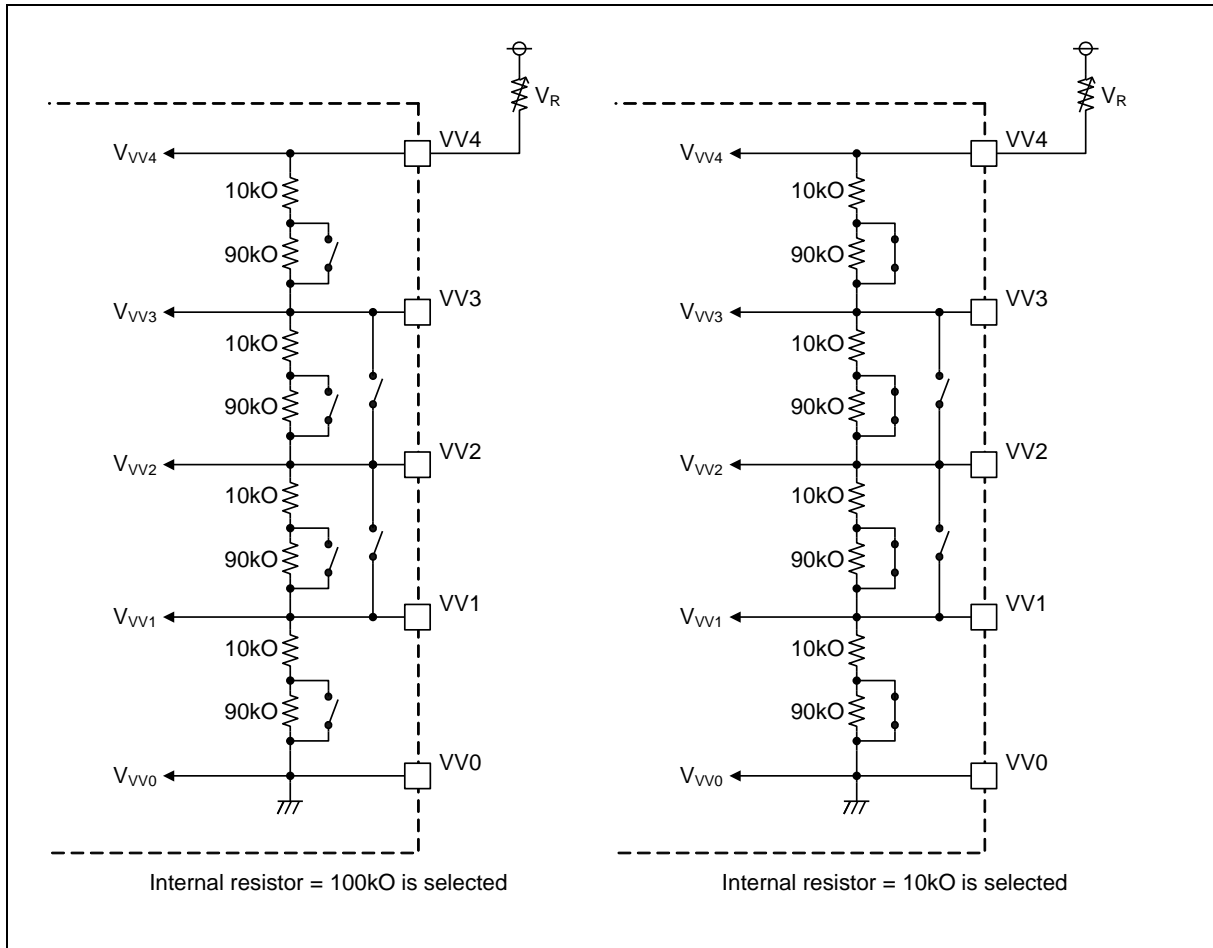 VR
VV4
VVV4
10kO
90kO
VV3
VVV3
10kO
90kO
VV2
VVV2
10kO
90kO
VV1
VVV1
10kO
90kO
VV0
VVV0
Internal resistor = 100kO is selected
VR
VV4
VVV4
10kO
90kO
VV3
VVV3
10kO
90kO
VV2
VVV2
10kO
90kO
VV1
VVV1
10kO
90kO
VV0
VVV0
Internal resistor = 10kO is selected